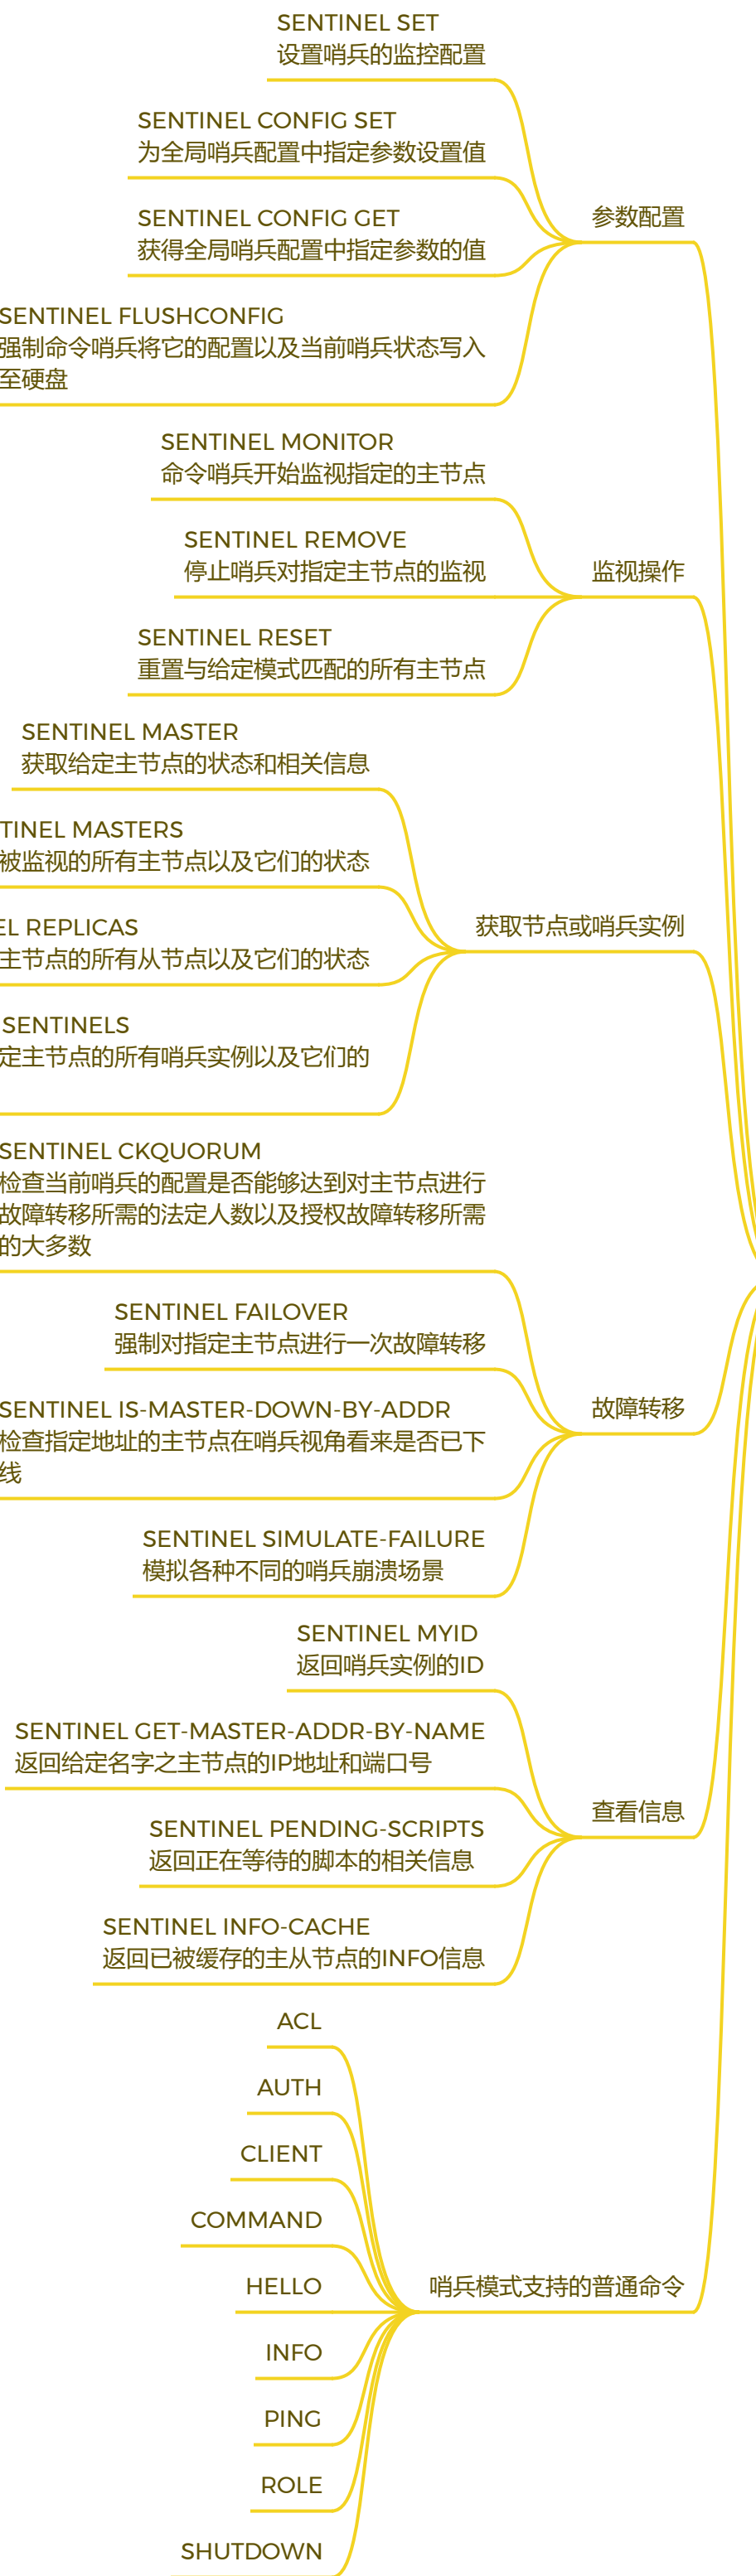 SENTINEL SET
设置哨兵的监控配置
SENTINEL CONFIG SET
为全局哨兵配置中指定参数设置值
SENTINEL CONFIG GET
获得全局哨兵配置中指定参数的值
SENTINEL FLUSHCONFIG
强制命令哨兵将它的配置以及当前哨兵状态写入
至硬盘
参数配置
SENTINEL MONITOR
命令哨兵开始监视指定的主节点
SENTINEL REMOVE
停止哨兵对指定主节点的监视
SENTINEL RESET
重置与给定模式匹配的所有主节点
监视操作
SENTINEL MASTER
获取给定主节点的状态和相关信息
TINEL MASTERS
被监视的所有主节点以及它们的状态
EL REPLICAS
主节点的所有从节点以及它们的状态
SENTINELS
定主节点的所有哨兵实例以及它们的
获取节点或哨兵实例
SENTINEL CKQUORUM
检查当前哨兵的配置是否能够达到对主节点进行
故障转移所需的法定人数以及授权故障转移所需
的大多数
SENTINEL FAILOVER
强制对指定主节点进行一次故障转移
SENTINEL IS-MASTER-DOWN-BY-ADDR
检查指定地址的主节点在哨兵视角看来是否已下
线
SENTINEL SIMULATE-FAILURE
模拟各种不同的哨兵崩溃场景
故障转移
SENTINEL MYID
返回哨兵实例的ID
SENTINEL GET-MASTER-ADDR-BY-NAME
返回给定名字之主节点的IP地址和端口号
SENTINEL PENDING-SCRIPTS
返回正在等待的脚本的相关信息
SENTINEL INFO-CACHE
返回已被缓存的主从节点的INFO信息
查看信息
ACL
AUTH
CLIENT
COMMAND
HELLO
INFO
PING
ROLE
SHUTDOWN
哨兵模式支持的普通命令